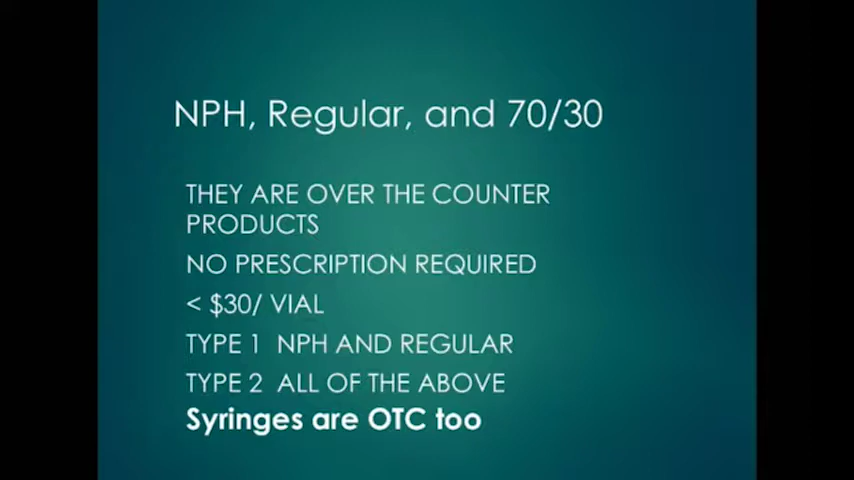 NPH, Regular, and 70/30
THEY ARE OVER THE COUNTER
PRODUCTS
NO PRESCRIPTION REQUIRED
< $30/ VIAL
TYPE 1 NPH AND REGULAR
TYPE 2 ALL OF THE ABOVE
Syringes are OTC too